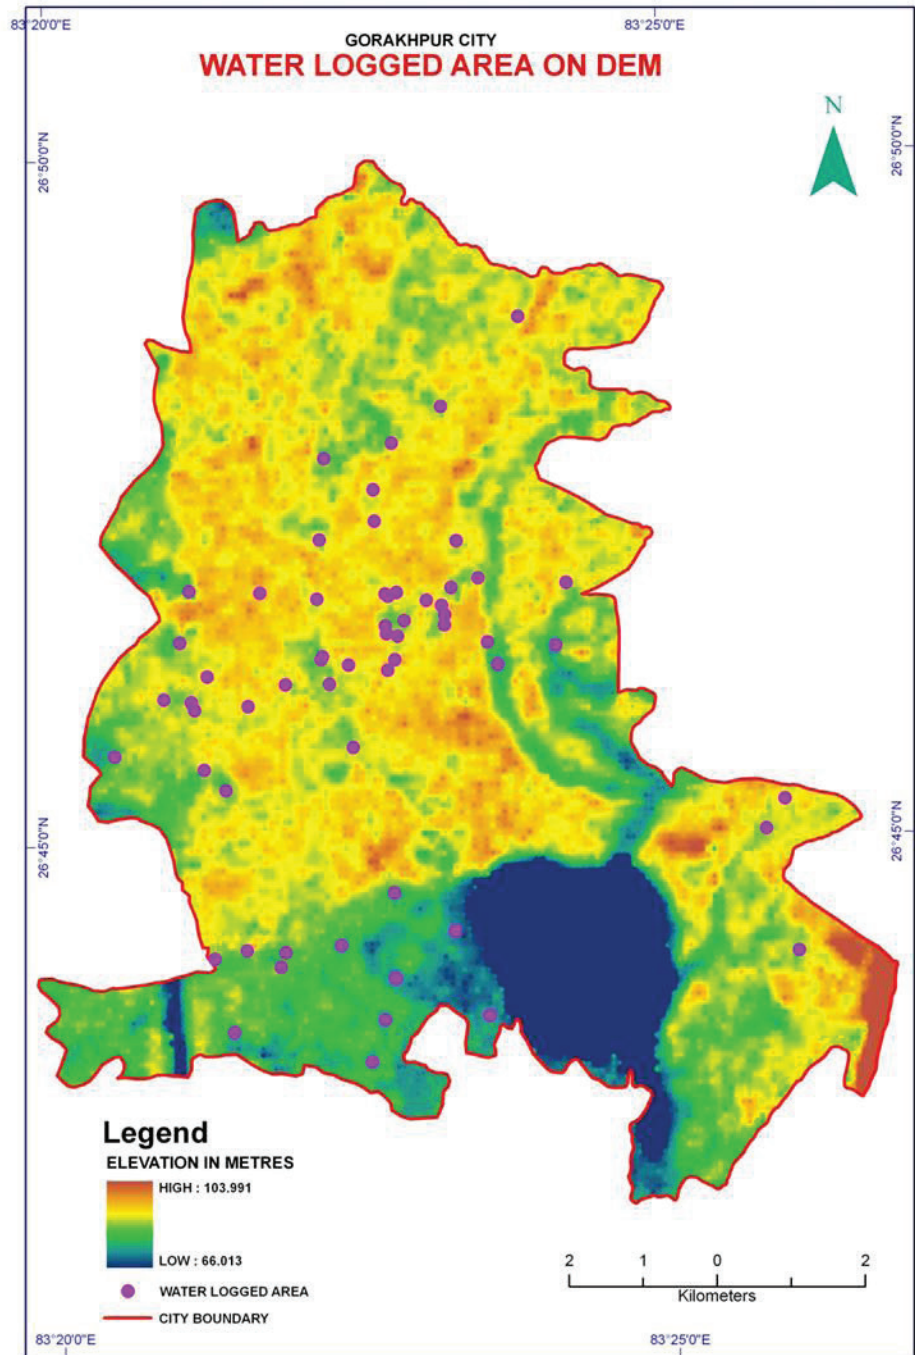 83°20'0"E
83°25'0"E
GORAKHPUR CITY
WATER LOGGED AREA ON DEM
N
26°50'0"N
26°50'0"N
26°45'0"N
26°45'0"N
Legend
ELEVATION IN METRES
HIGH : 103.991
LOW : 66.013
WATER LOGGED AREA
CITY BOUNDARY
2 1 0 2
Kilometers
83°20'0"E
83°25'0"E